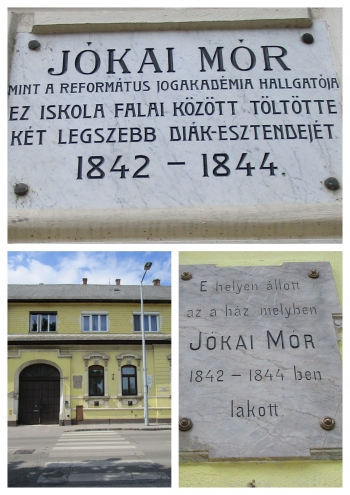 JÓKAI MÓR
MINT A REFORMÁTUS JOGAKADÉMIA HALLGATÓJA
EZ ISKOLA FALAI KÖZÖTT TÖLTÖTTE
KÉT LEGSZEBB DIÁK-ESZTENDEJÉT
1842 – 1844.
E helyen állott
az a ház melyben
JÓKAI MÓR
1842 – 1844 ben
lakott